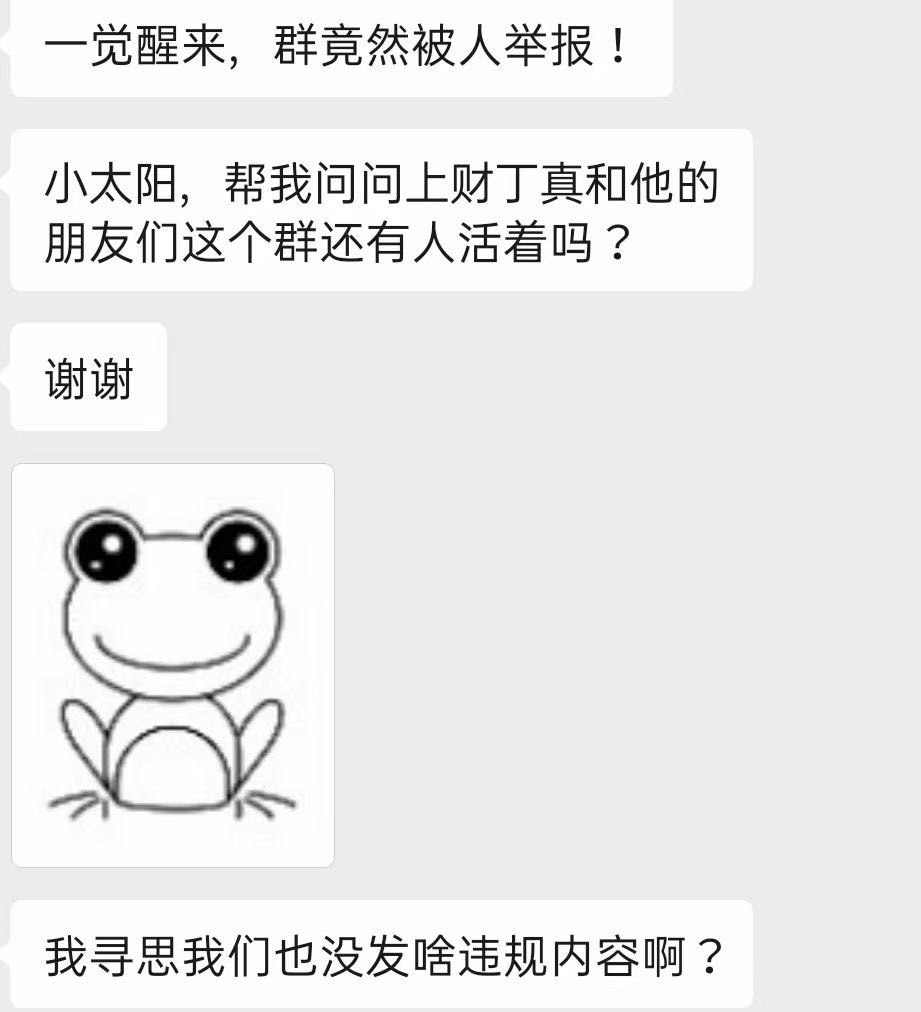 一觉醒来，群竟然被人举报！
小太阳，帮我问问上财丁真和他的
朋友们这个群还有人活着吗？
谢谢
我寻思我们也没发啥违规内容啊？